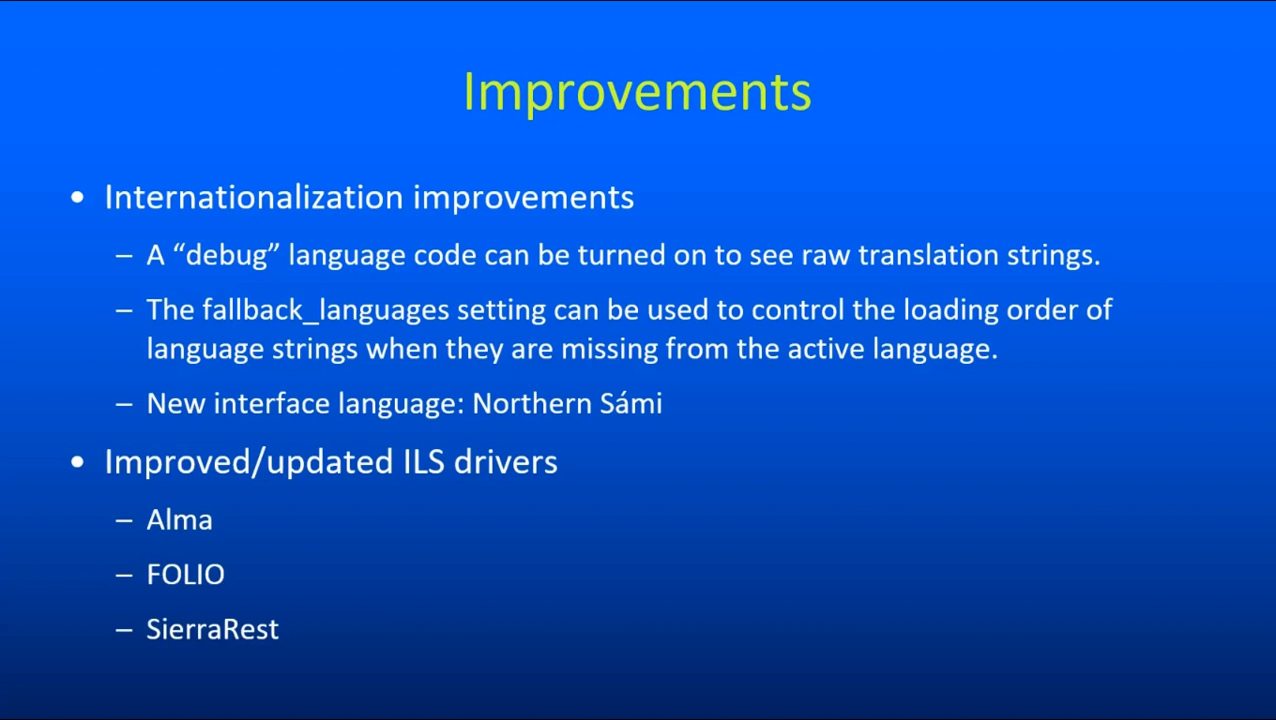 Improvements
• Internationalization improvements
– A “debug” language code can be turned on to see raw translation strings.
– The fallback_languages setting can be used to control the loading order of
language strings when they are missing from the active language.
– New interface language: Northern Sámi
• Improved/updated ILS drivers
– Alma
– FOLIO
– SierraRest